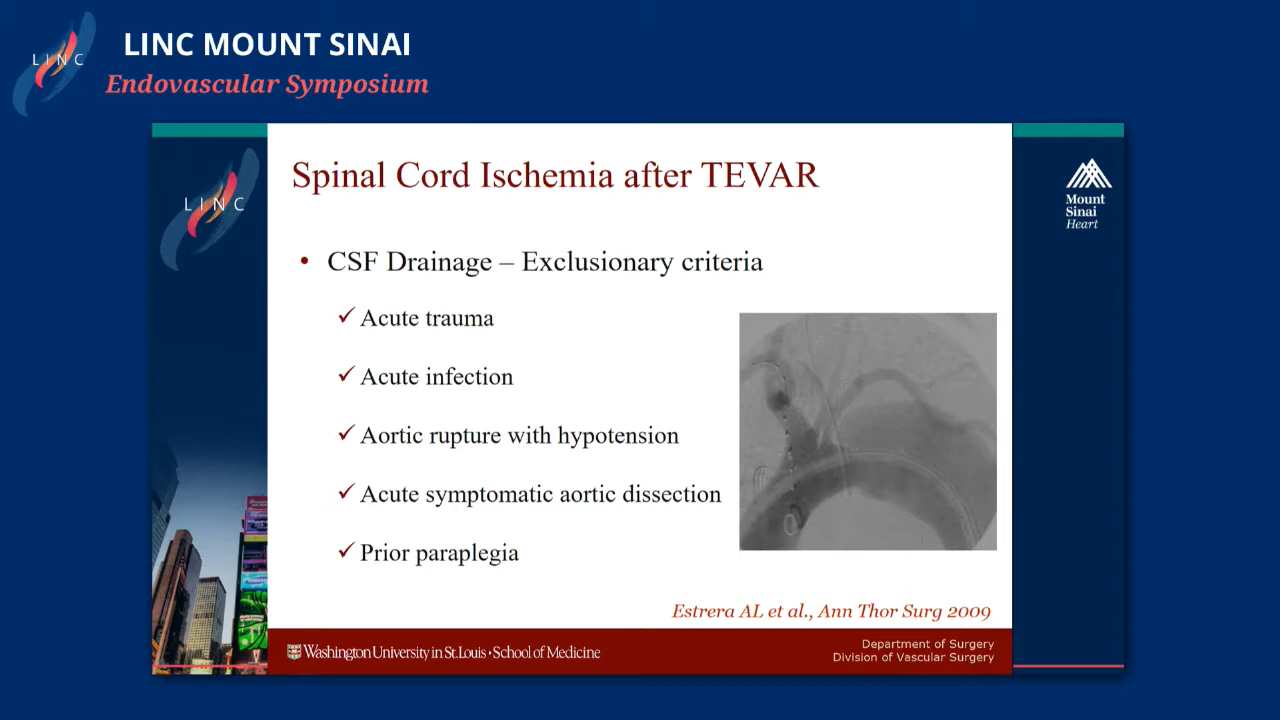 LINC
LINC MOUNT SINAI
Endovascular Symposium
LINC
Mount
Sinai
Heart
Spinal Cord Ischemia after TEVAR
• CSF Drainage – Exclusionary criteria
✓ Acute trauma
✓ Acute infection
✓ Aortic rupture with hypotension
✓ Acute symptomatic aortic dissection
✓ Prior paraplegia
Estrera AL et al., Ann Thor Surg 2009
Washington University in St. Louis • School of Medicine
Department of Surgery
Division of Vascular Surgery